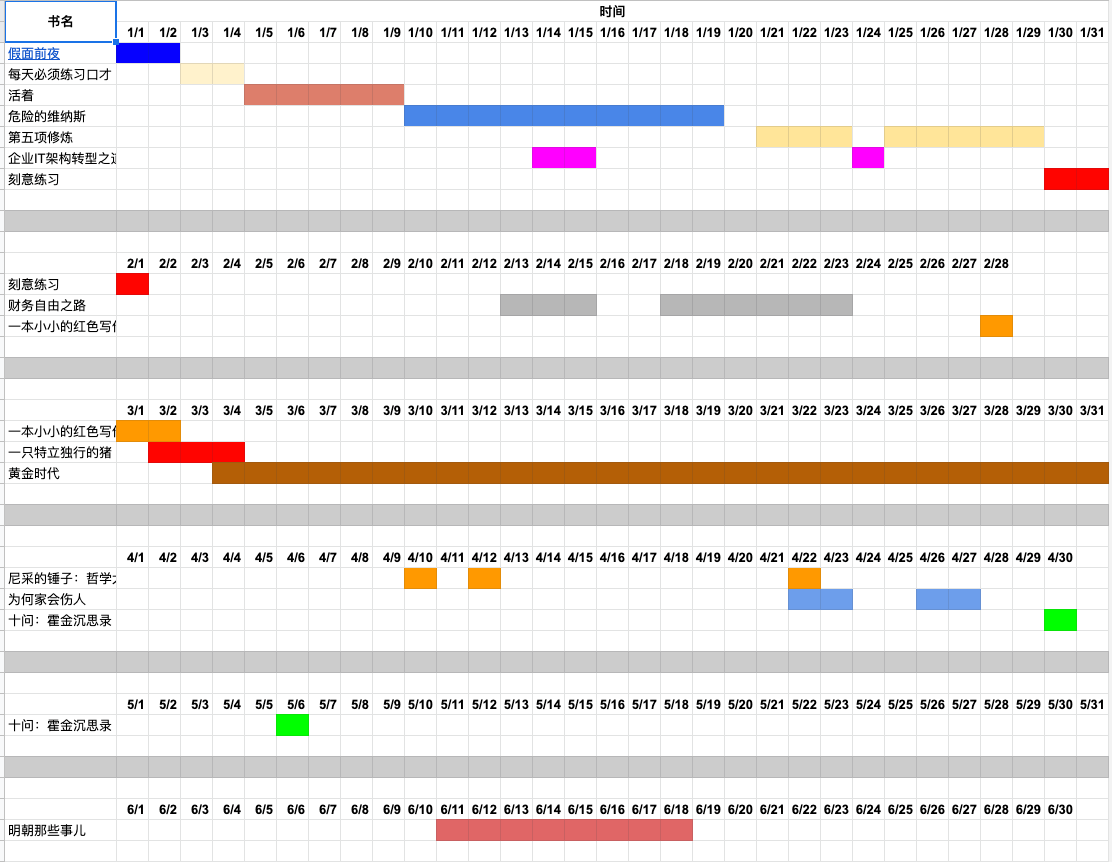 书名
时间
1/1 1/2 1/3 1/4 1/5 1/6 1/7 1/8 1/9 1/10 1/11 1/12 1/13 1/14 1/15 1/16 1/17 1/18 1/19 1/20 1/21 1/22 1/23 1/24 1/25 1/26 1/27 1/28 1/29 1/30 1/31
假面前夜
每天必须练习口才
活着
危险的维纳斯
第五项修炼
企业IT架构转型之
刻意练习
2/1 2/2 2/3 2/4 2/5 2/6 2/7 2/8 2/9 2/10 2/11 2/12 2/13 2/14 2/15 2/16 2/17 2/18 2/19 2/20 2/21 2/22 2/23 2/24 2/25 2/26 2/27 2/28
刻意练习
财务自由之路
一本小小的红色写
3/1 3/2 3/3 3/4 3/5 3/6 3/7 3/8 3/9 3/10 3/11 3/12 3/13 3/14 3/15 3/16 3/17 3/18 3/19 3/20 3/21 3/22 3/23 3/24 3/25 3/26 3/27 3/28 3/29 3/30 3/31
一本小小的红色写
一只特立独行的猪
黄金时代
4/1 4/2 4/3 4/4 4/5 4/6 4/7 4/8 4/9 4/10 4/11 4/12 4/13 4/14 4/15 4/16 4/17 4/18 4/19 4/20 4/21 4/22 4/23 4/24 4/25 4/26 4/27 4/28 4/29 4/30
尼采的锤子：哲学
为何家会伤人
十问：霍金沉思录
5/1 5/2 5/3 5/4 5/5 5/6 5/7 5/8 5/9 5/10 5/11 5/12 5/13 5/14 5/15 5/16 5/17 5/18 5/19 5/20 5/21 5/22 5/23 5/24 5/25 5/26 5/27 5/28 5/29 5/30 5/31
十问：霍金沉思录
6/1 6/2 6/3 6/4 6/5 6/6 6/7 6/8 6/9 6/10 6/11 6/12 6/13 6/14 6/15 6/16 6/17 6/18 6/19 6/20 6/21 6/22 6/23 6/24 6/25 6/26 6/27 6/28 6/29 6/30
明朝那些事儿